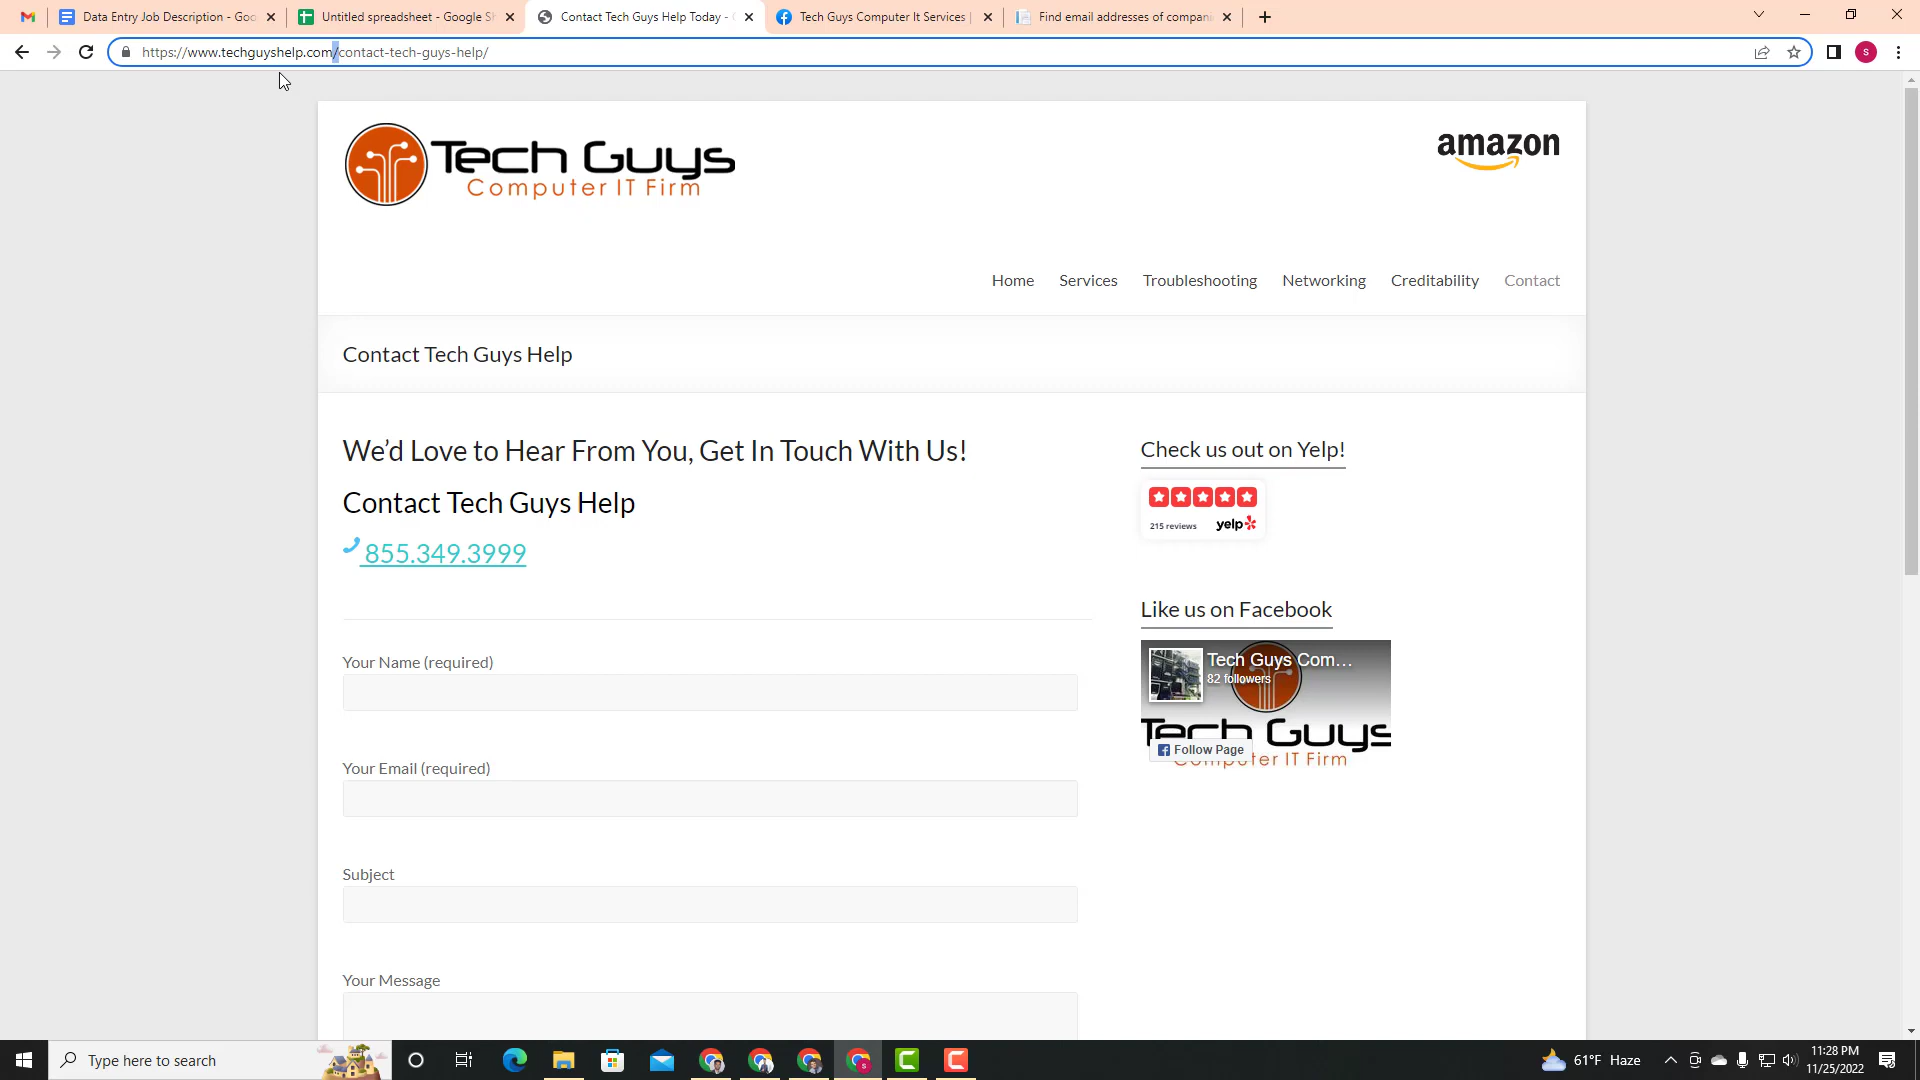 Data Entry Job Description - Goo
Untitled spreadsheet - Google Sh
Contact Tech Guys Help Today -
Tech Guys Computer It Services |
Find email addresses of compani
https://www.techguyshelp.com/contact-tech-guys-help/
s
Tech Guys
Computer IT Firm
amazon
Home
Services
Troubleshooting
Networking
Creditability
Contact
Contact Tech Guys Help
We’d Love to Hear From You, Get In Touch With Us!
Contact Tech Guys Help
855.349.3999
Your Name (required)
Your Email (required)
Subject
Your Message
Check us out on Yelp!
215 reviews
yelp
Like us on Facebook
Tech Guys Com...
82 followers
Tech Guys
Follow Page
Computer IT Firm
Type here to search
61°F Haze
11:28 PM
11/25/2022